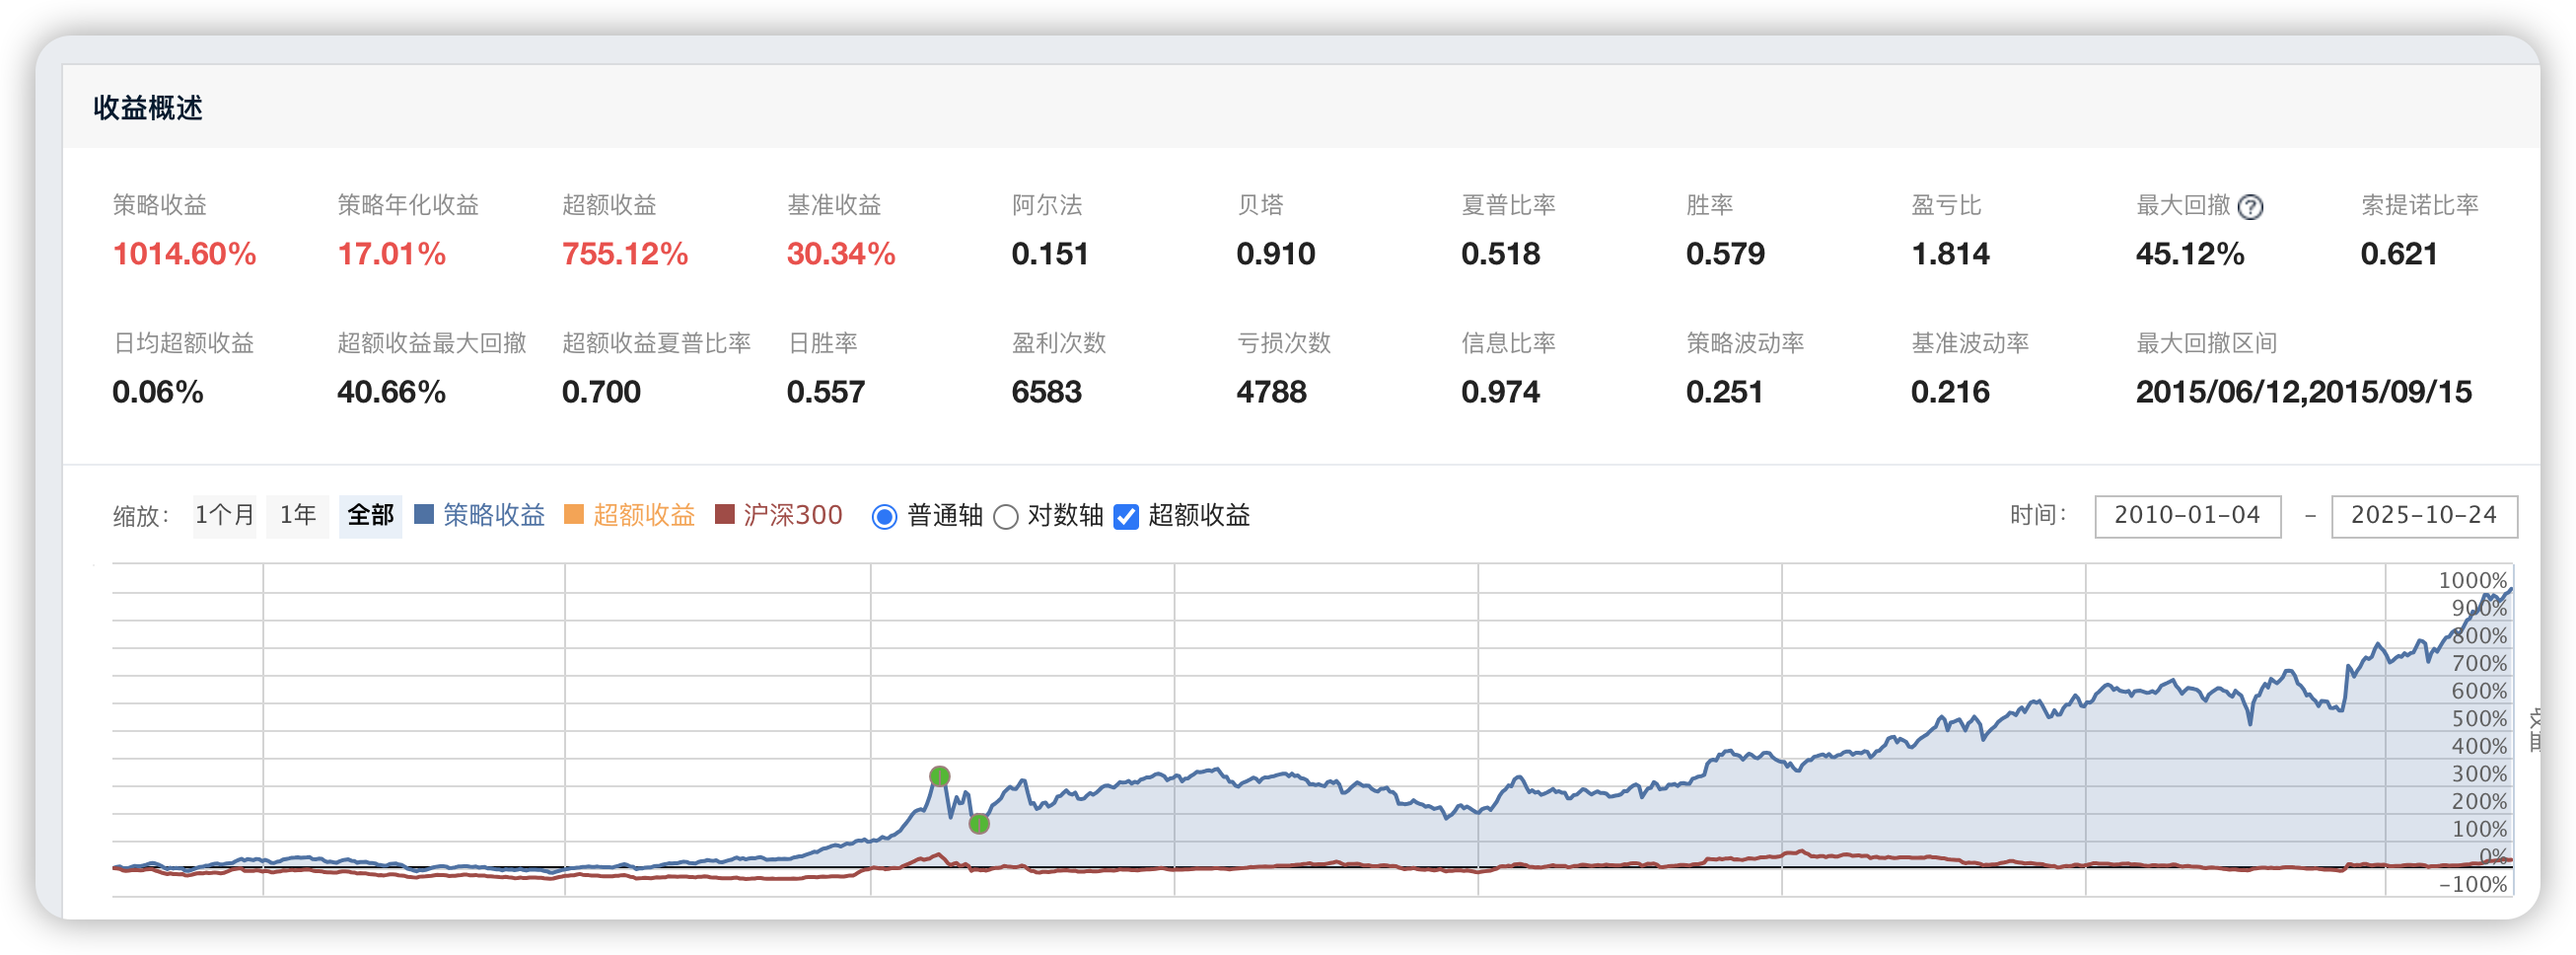 收益概述
策略收益 策略年化收益 超额收益 基准收益 阿尔法 贝塔 夏普比率 胜率 盈亏比 最大回撤 ? 索提诺比率
1014.60% 17.01% 755.12% 30.34% 0.151 0.910 0.518 0.579 1.814 45.12% 0.621
日均超额收益 超额收益最大回撤 超额收益夏普比率 日胜率 盈利次数 亏损次数 信息比率 策略波动率 基准波动率 最大回撤区间
0.06% 40.66% 0.700 0.557 6583 4788 0.974 0.251 0.216 2015/06/12,2015/09/15
缩放: 1个月 1年 全部 策略收益 超额收益 沪深300 普通轴 对数轴 超额收益 时间: 2010-01-04 - 2025-10-24
1000%
900%
800%
700%
600%
500%
400%
300%
200%
100%
0%
-100%